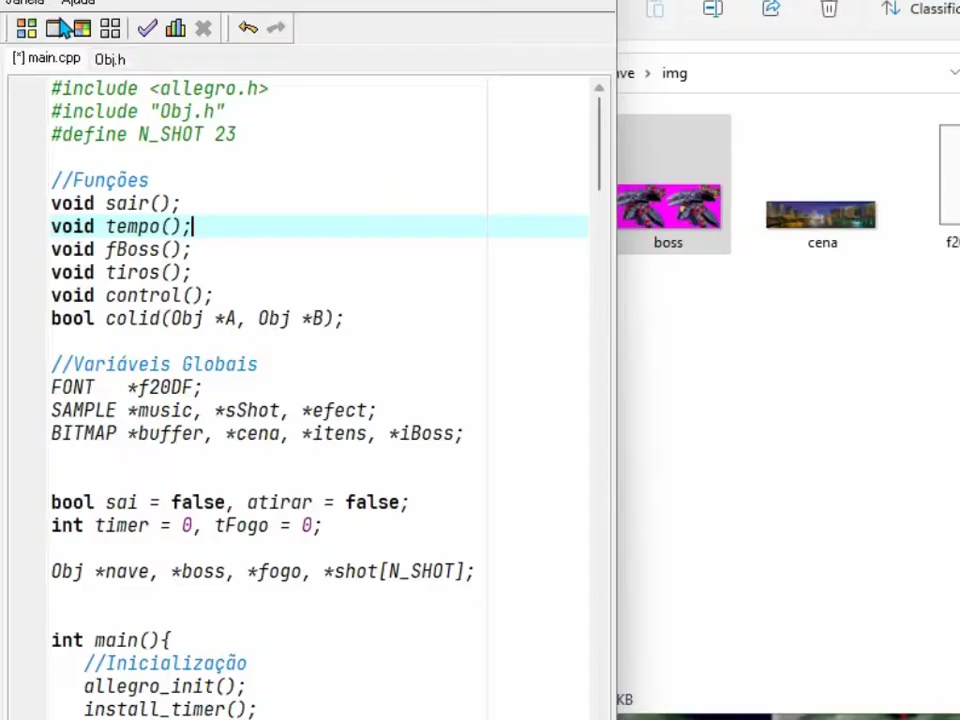 Janela Ajuda
[*] main.cpp Obj.h
#include <allegro.h>
#include "Obj.h"
#define N_SHOT 23
//Funções
void sair();
void tempo();
void fBoss();
void tiros();
void control();
bool colid(Obj *A, Obj *B);
//Variáveis Globais
FONT *f20DF;
SAMPLE *music, *sShot, *efect;
BITMAP *buffer, *cena, *itens, *iBoss;
bool sai = false, atirar = false;
int timer = 0, tFogo = 0;
Obj *nave, *boss, *fogo, *shot[N_SHOT];
int main(){
//Inicialização
allegro_init();
install_timer();
Classific
ave > img
boss
cena
f20
KB